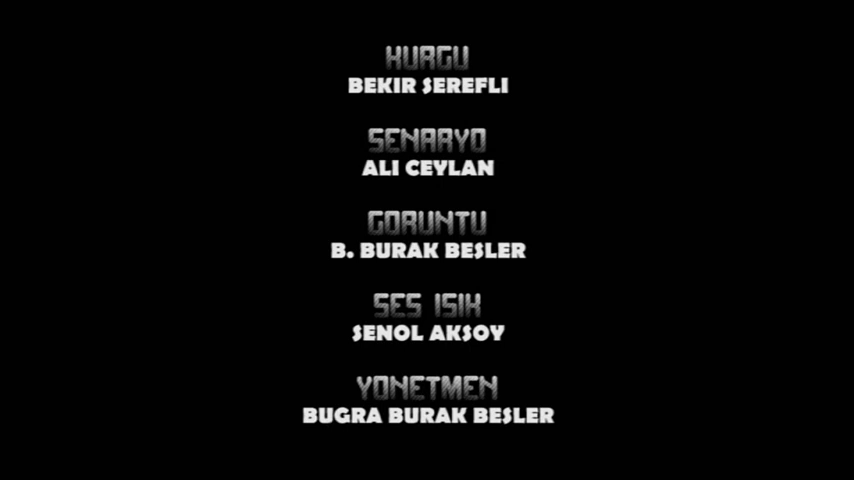 KURGU
BEKIR SEREFLI
SENARYO
ALI CEYLAN
GORUNTU
B. BURAK BESLER
SES ISIK
SENOL AKSOY
YONETMEN
BUGRA BURAK BESLER